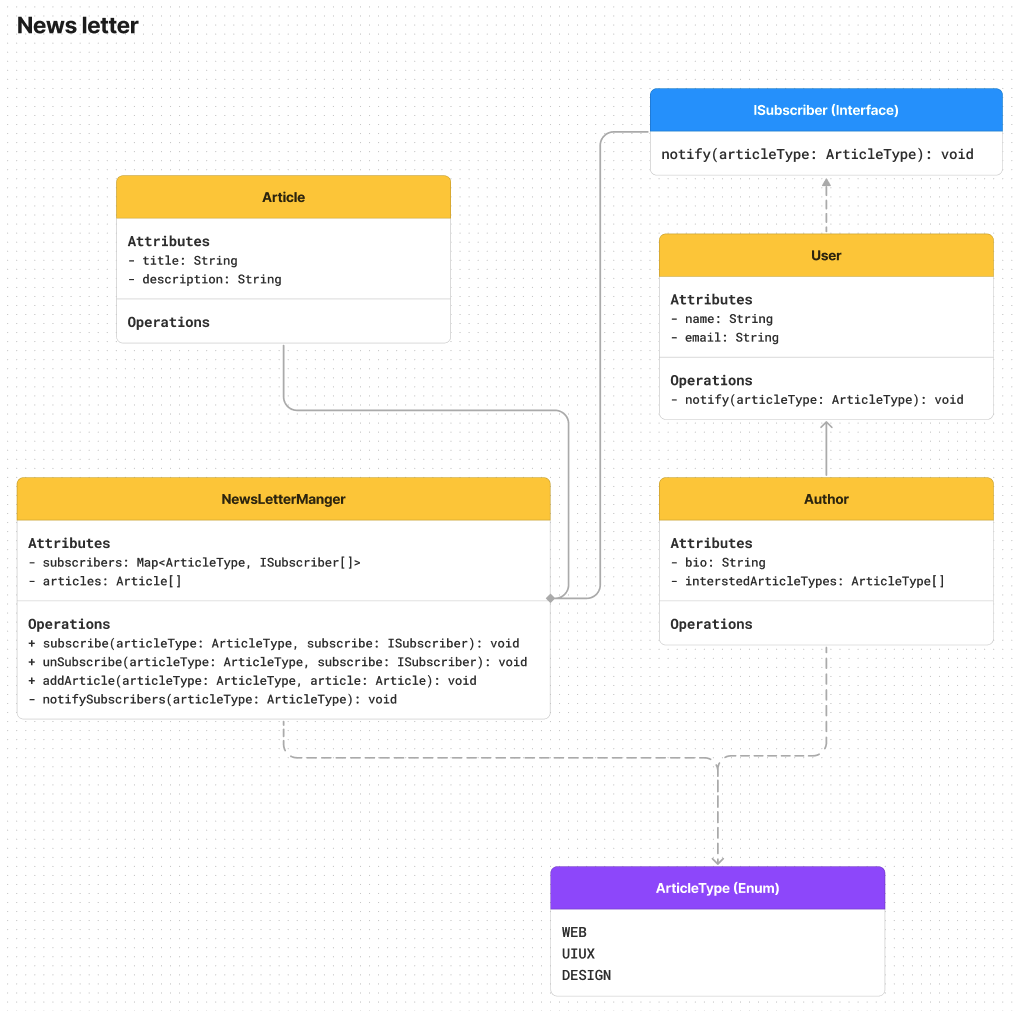 News letter
ISubscriber (Interface)
notify(articleType: ArticleType): void
Article
Attributes
- title: String
- description: String
Operations
User
Attributes
- name: String
- email: String
Operations
- notify(articleType: ArticleType): void
NewsLetterManger
Attributes
- subscribers: Map<ArticleType, ISubscriber[]>
- articles: Article[]
Operations
+ subscribe(articleType: ArticleType, subscribe: ISubscriber): void
+ unSubscribe(articleType: ArticleType, subscribe: ISubscriber): void
+ addArticle(articleType: ArticleType, article: Article): void
- notifySubscribers(articleType: ArticleType): void
Author
Attributes
- bio: String
- interstedArticleTypes: ArticleType[]
Operations
ArticleType (Enum)
WEB
UIUX
DESIGN